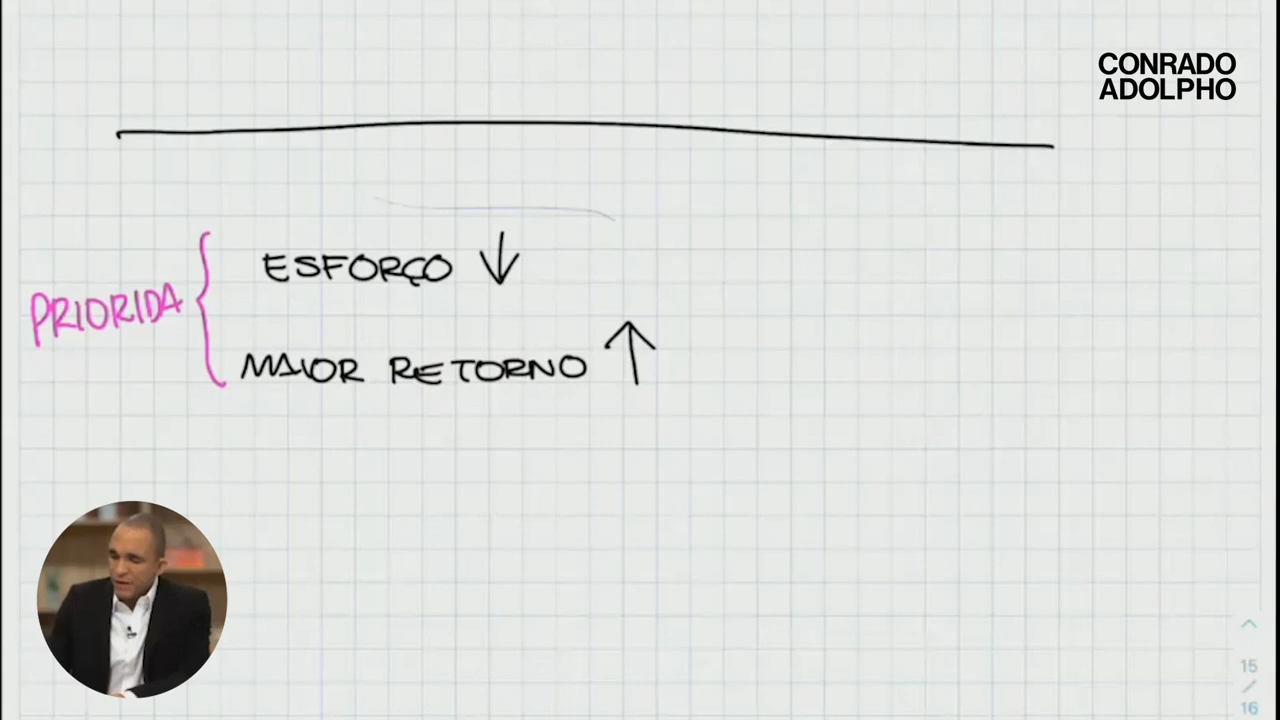 CONRADO
ADOLPHO
ESFORÇO ↓
PRIORIDA
MAIOR RETORNO ↑
15
/
16